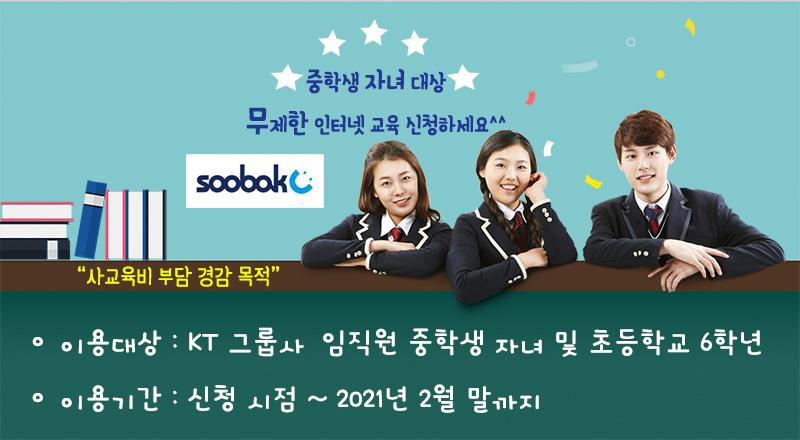 중학생 자녀 대상
무제한 인터넷 교육 신청하세요^^
soobak c
“사교육비 부담 경감 목적”
이용대상 : KT 그룹사 임직원 중학생 자녀 및 초등학교 6학년
이용기간 : 신청 시점 ~ 2021년 2월 말까지